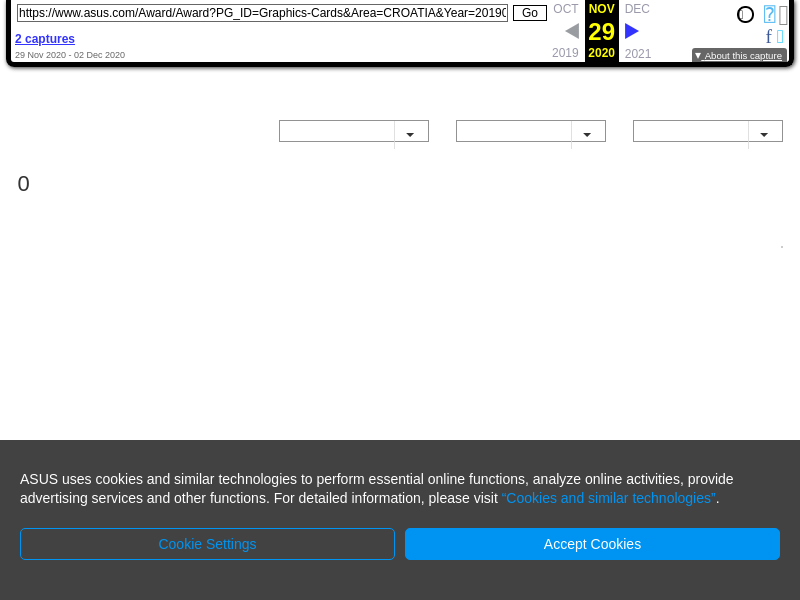 https://www.asus.com/Award/Award?PG_ID=Graphics-Cards&Area=CROATIA&Year=2019 Go
OCT NOV DEC
29
2019 2020 2021
2 captures
29 Nov 2020 - 02 Dec 2020
?
f
▼ About this capture
0
ASUS uses cookies and similar technologies to perform essential online functions, analyze online activities, provide
advertising services and other functions. For detailed information, please visit “Cookies and similar technologies”.
Cookie Settings
Accept Cookies